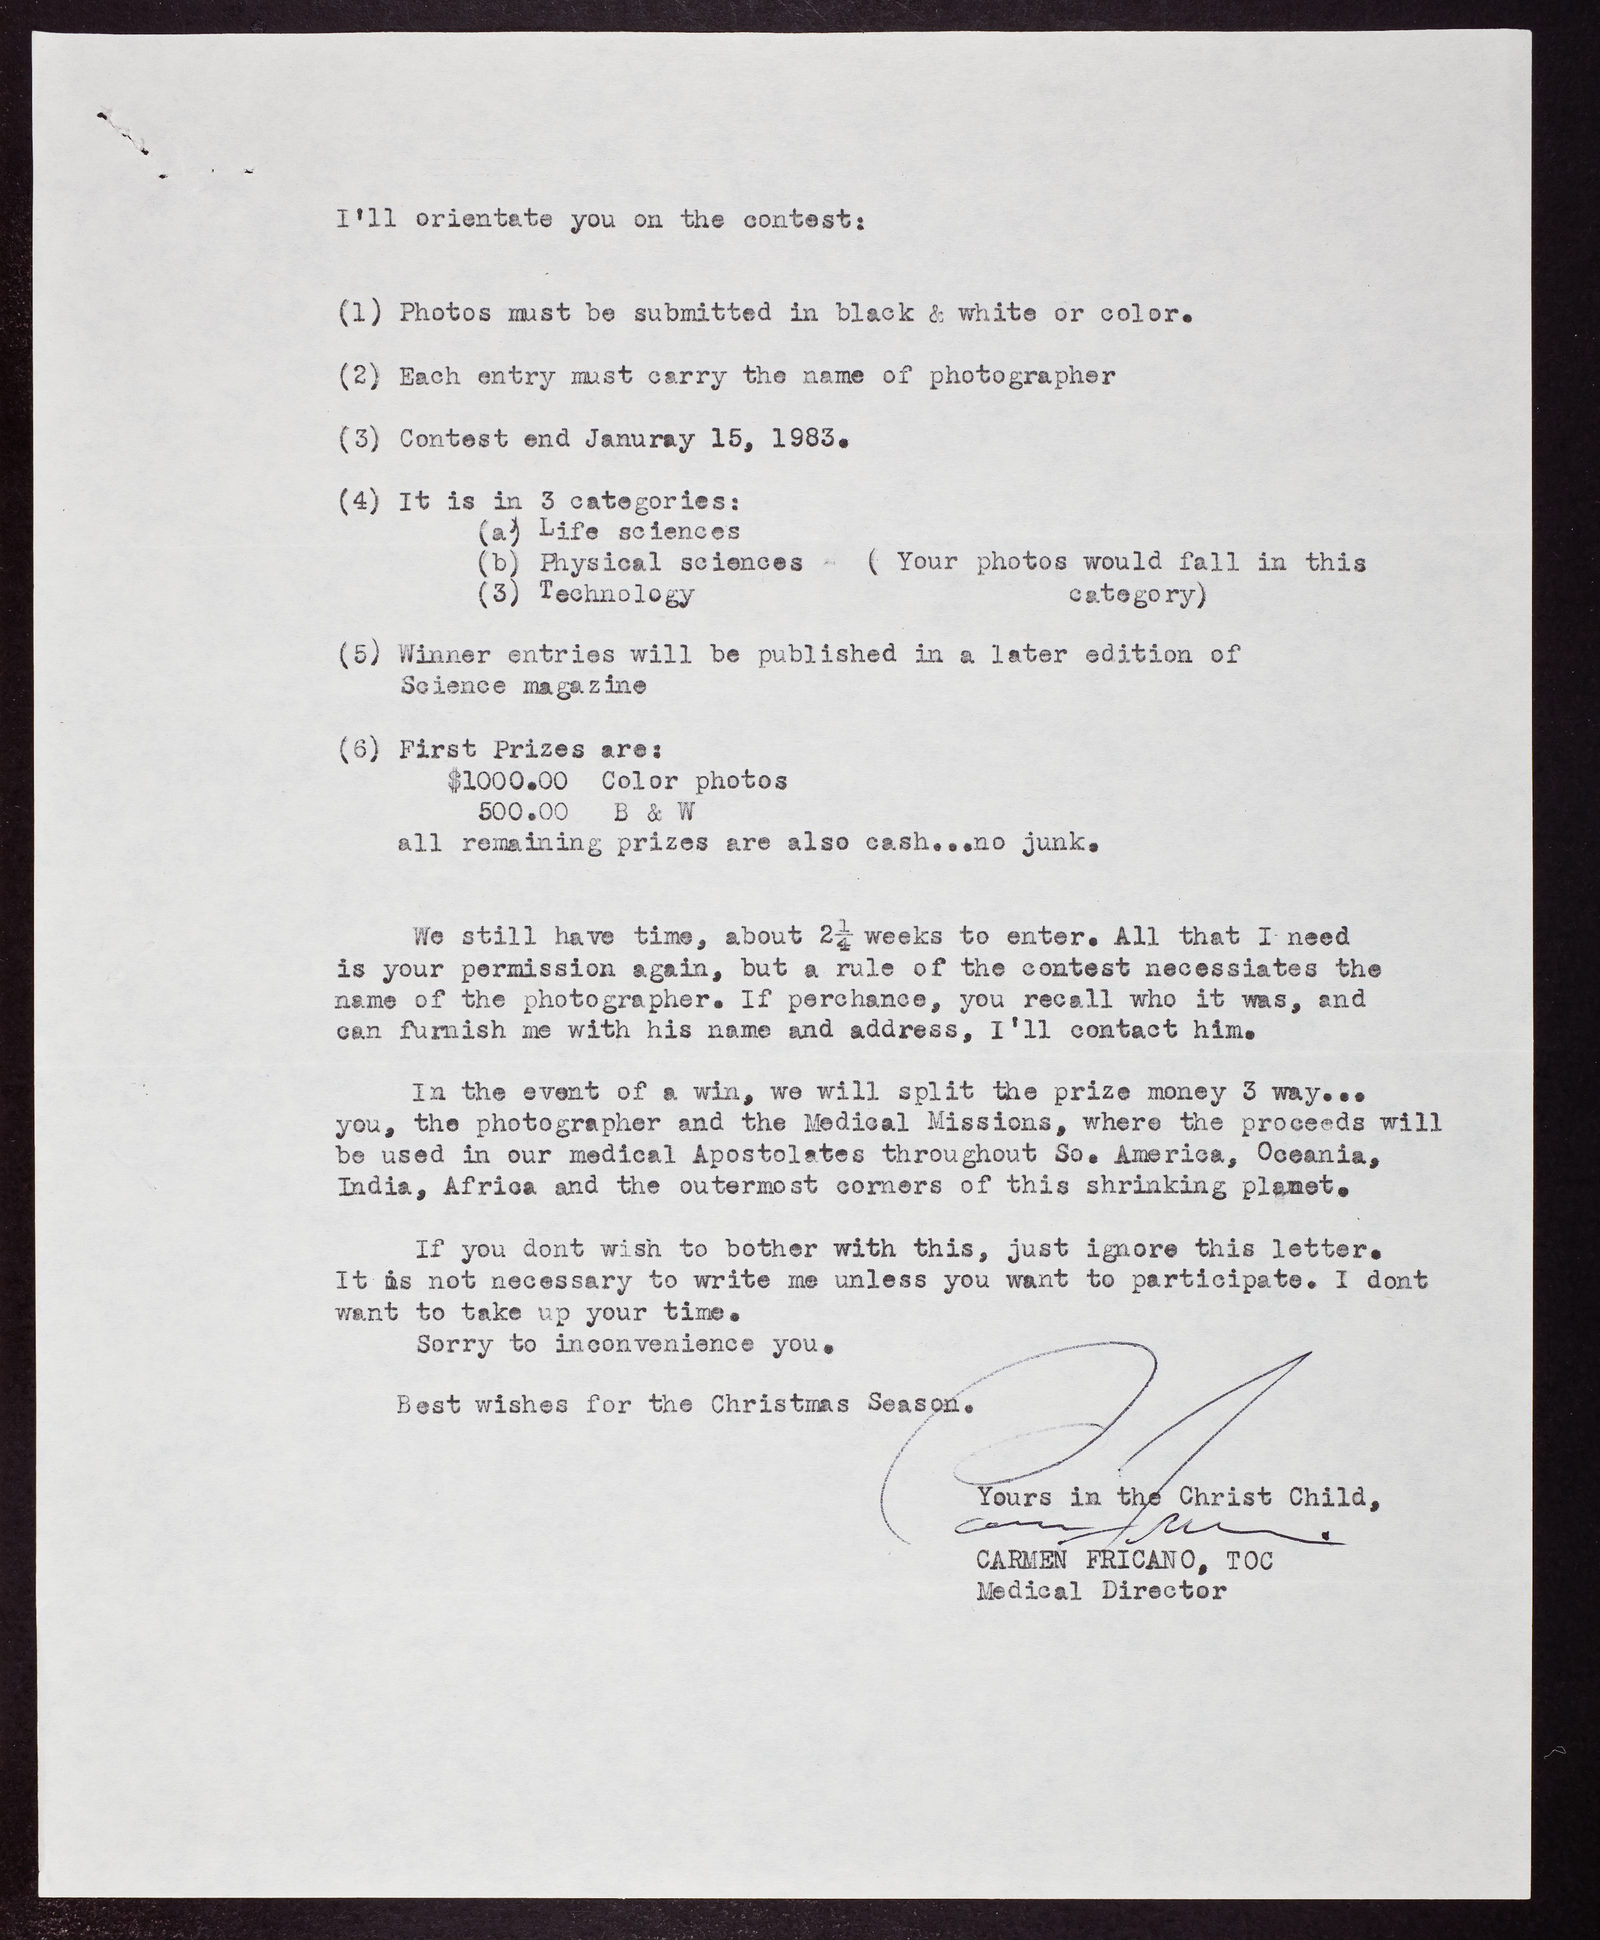 I'll orientate you on the contest:
(1) Photos must be submitted in black & white or color.
(2) Each entry must carry the name of photographer
(3) Contest end Januray 15, 1983.
(4) It is in 3 categories:
(a) Life sciences
(b) Physical sciences - ( Your photos would fall in this
(3) Technology category)
(5) Winner entries will be published in a later edition of
Science magazine
(6) First Prizes are:
$1000.00 Color photos
500.00 B & W
all remaining prizes are also cash...no junk.
We still have time, about 2¼ weeks to enter. All that I need
is your permission again, but a rule of the contest necessiates the
name of the photographer. If perchance, you recall who it was, and
can furnish me with his name and address, I'll contact him.
In the event of a win, we will split the prize money 3 way...
you, the photographer and the Medical Missions, where the proceeds will
be used in our medical Apostolates throughout So. America, Oceania,
India, Africa and the outermost corners of this shrinking planet.
If you dont wish to bother with this, just ignore this letter.
It is not necessary to write me unless you want to participate. I dont
want to take up your time.
Sorry to inconvenience you.
Best wishes for the Christmas Season.
Yours in the Christ Child,
CARMEN FRICANO, TOC
Medical Director